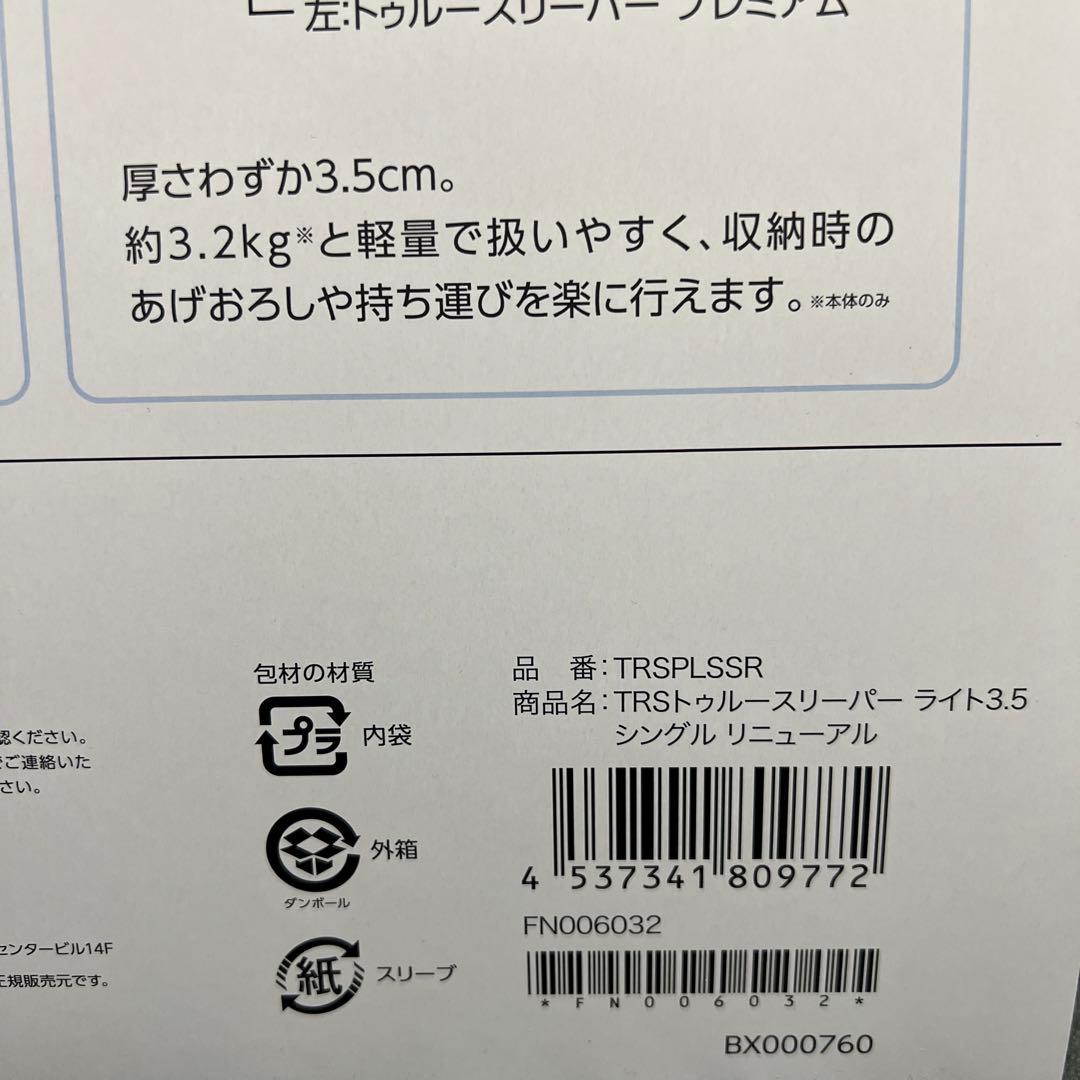 左:トゥルースリーパー プレミアム
厚さわずか3.5cm。
約3.2kg※と軽量で扱いやすく、収納時の
あげおろしや持ち運びを楽に行えます。※本体のみ
認ください。
でご連絡いた
さい。
センタービル14F
正規販売元です。
包材の材質
プラ 内袋
外箱
ダンボール
紙 スリーブ
品 番:TRSPLSSR
商品名:TRSトゥルースリーパー ライト3.5
シングル リニューアル
4 537341 809772
FN006032
*FN006032*
BX000760